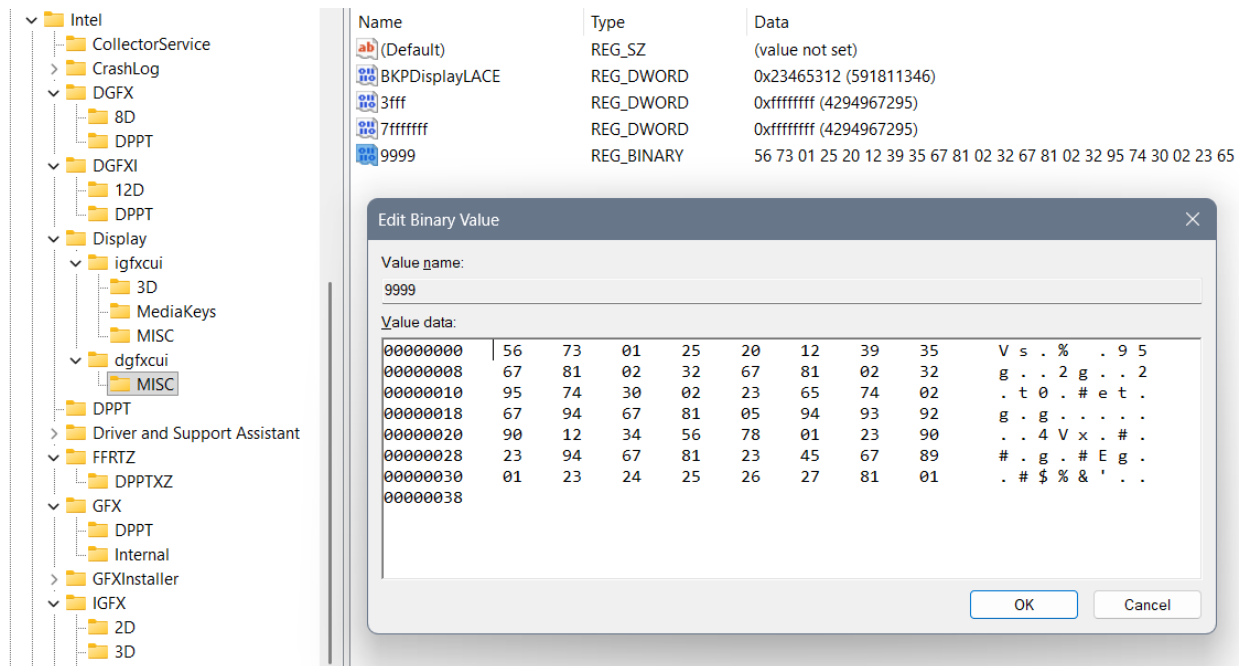 Intel
CollectorService
CrashLog
DGFX
8D
DPPT
DGFXI
12D
DPPT
Display
igfxcui
3D
MediaKeys
MISC
dgfxcui
MISC
DPPT
Driver and Support Assistant
FFRTZ
DPPTXZ
GFX
DPPT
Internal
GFXInstaller
IGFX
2D
3D
Name Type Data
(Default) REG_SZ (value not set)
BKPDisplayLACE REG_DWORD 0x23465312 (591811346)
3fff REG_DWORD 0xffffffff (4294967295)
7fffffff REG_DWORD 0xffffffff (4294967295)
9999 REG_BINARY 56 73 01 25 20 12 39 35 67 81 02 32 67 81 02 32 95 74 30 02 23 65
Edit Binary Value
Value name:
9999
Value data:
00000000 56 73 01 25 20 12 39 35 V s . %   . 9 5
00000008 67 81 02 32 67 81 02 32 g . . 2 g . . 2
00000010 95 74 30 02 23 65 74 02 . t 0 . # e t .
00000018 67 94 67 81 05 94 93 92 g . g . . . . .
00000020 90 12 34 56 78 01 23 90 . . 4 V x . # .
00000028 23 94 67 81 23 45 67 89 # . g . # E g .
00000030 01 23 24 25 26 27 81 01 . # $ % & ' . .
00000038
OK Cancel